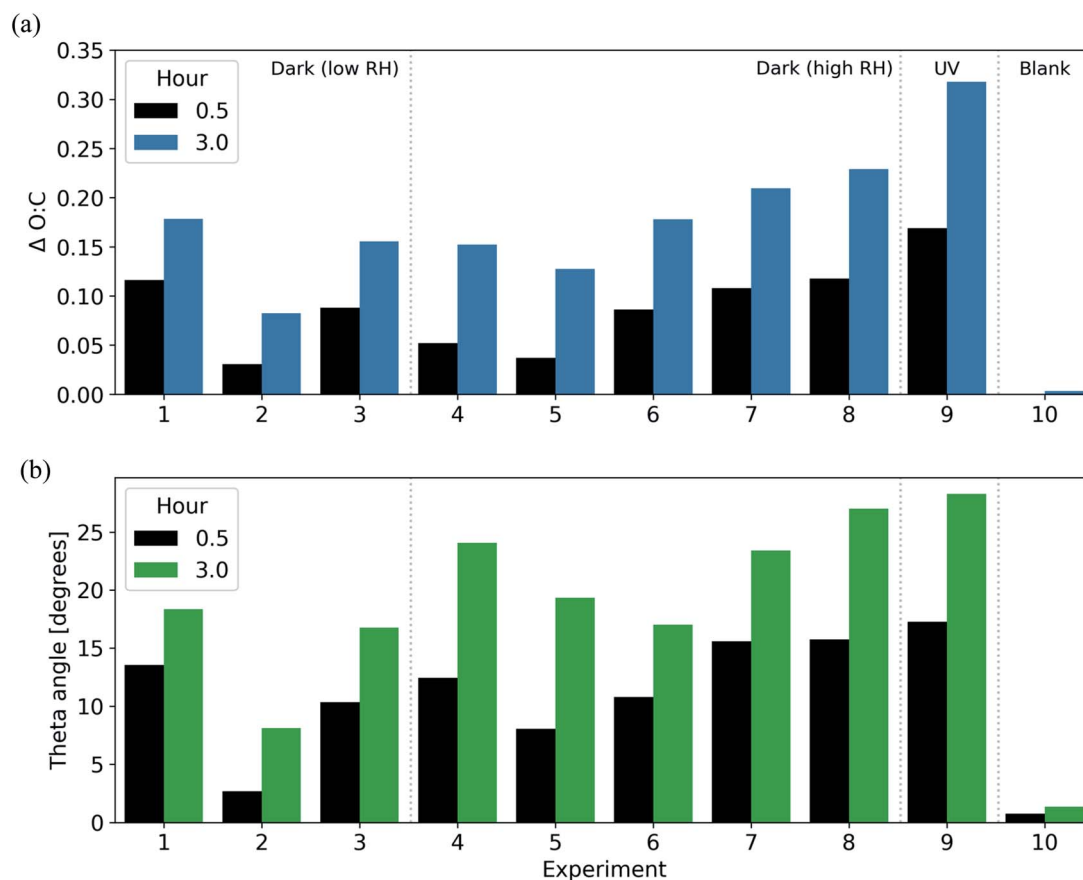 (a)
0.35
0.30
0.25
0.20
0.15
0.10
0.05
0.00
Δ O:C
Hour
0.5
3.0
Dark (low RH)
Dark (high RH)
UV
Blank
1 2 3 4 5 6 7 8 9 10
(b)
25
20
15
10
5
0
Theta angle [degrees]
Hour
0.5
3.0
1 2 3 4 5 6 7 8 9 10
Experiment